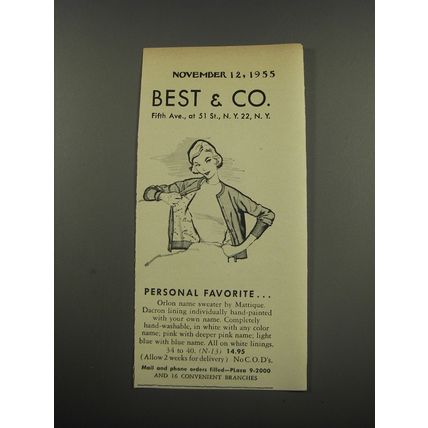 NOVEMBER 12, 1955
BEST & CO.
Fifth Ave., at 51 St., N. Y. 22, N. Y.
PERSONAL FAVORITE...
Orlon name sweater by Mattique.
Dacron lining individually hand-painted
with your own name. Completely
hand-washable, in white with any color
name; pink with deeper pink name; light
blue with blue name. All on white linings.
34 to 40. (N-13) 14.95
(Allow 2 weeks for delivery) No C.O.D's.
Mail and phone orders filled—PLaza 9-2000
AND 16 CONVENIENT BRANCHES